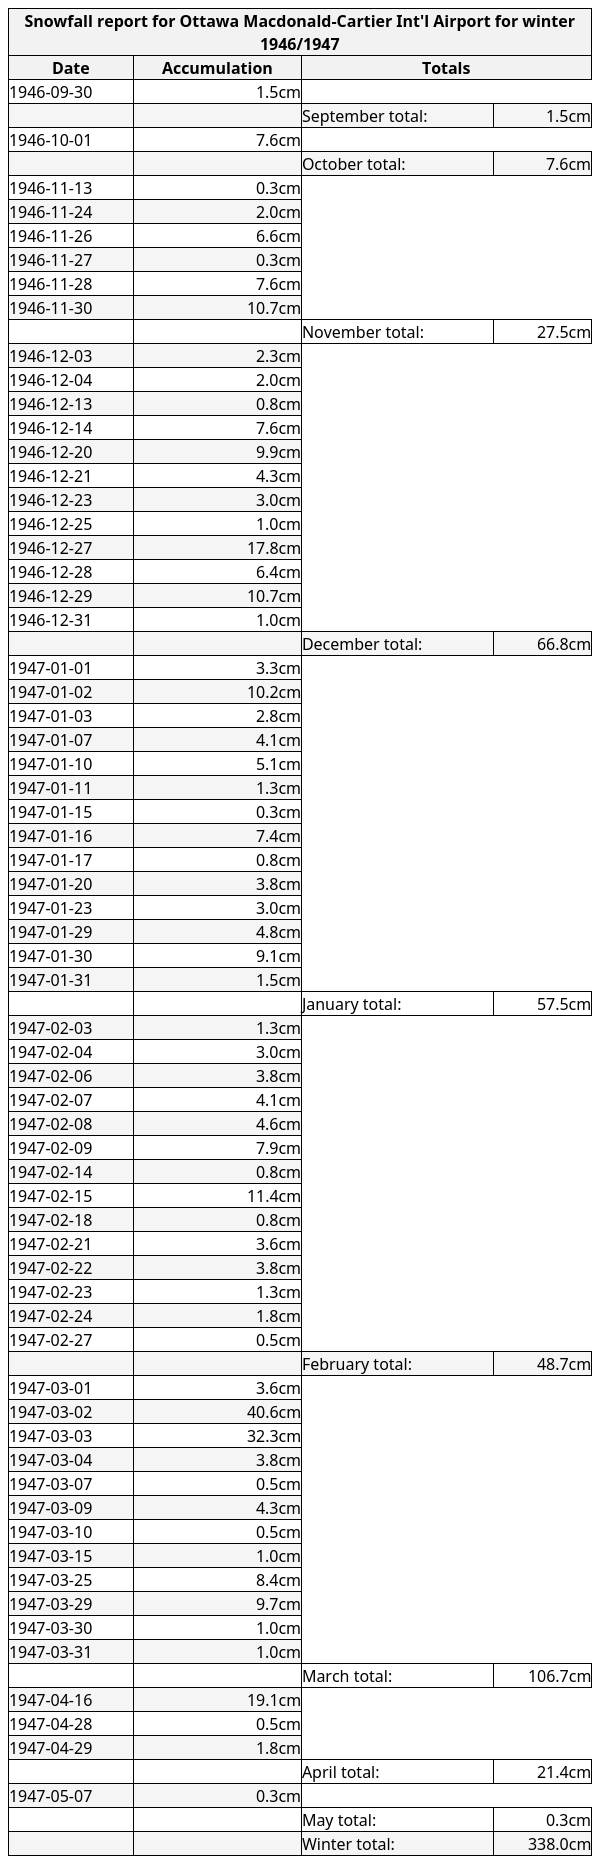 Snowfall report for Ottawa Macdonald-Cartier Int'l Airport for winter
1946/1947
Date Accumulation Totals
1946-09-30 1.5cm
September total: 1.5cm
1946-10-01 7.6cm
October total: 7.6cm
1946-11-13 0.3cm
1946-11-24 2.0cm
1946-11-26 6.6cm
1946-11-27 0.3cm
1946-11-28 7.6cm
1946-11-30 10.7cm
November total: 27.5cm
1946-12-03 2.3cm
1946-12-04 2.0cm
1946-12-13 0.8cm
1946-12-14 7.6cm
1946-12-20 9.9cm
1946-12-21 4.3cm
1946-12-23 3.0cm
1946-12-25 1.0cm
1946-12-27 17.8cm
1946-12-28 6.4cm
1946-12-29 10.7cm
1946-12-31 1.0cm
December total: 66.8cm
1947-01-01 3.3cm
1947-01-02 10.2cm
1947-01-03 2.8cm
1947-01-07 4.1cm
1947-01-10 5.1cm
1947-01-11 1.3cm
1947-01-15 0.3cm
1947-01-16 7.4cm
1947-01-17 0.8cm
1947-01-20 3.8cm
1947-01-23 3.0cm
1947-01-29 4.8cm
1947-01-30 9.1cm
1947-01-31 1.5cm
January total: 57.5cm
1947-02-03 1.3cm
1947-02-04 3.0cm
1947-02-06 3.8cm
1947-02-07 4.1cm
1947-02-08 4.6cm
1947-02-09 7.9cm
1947-02-14 0.8cm
1947-02-15 11.4cm
1947-02-18 0.8cm
1947-02-21 3.6cm
1947-02-22 3.8cm
1947-02-23 1.3cm
1947-02-24 1.8cm
1947-02-27 0.5cm
February total: 48.7cm
1947-03-01 3.6cm
1947-03-02 40.6cm
1947-03-03 32.3cm
1947-03-04 3.8cm
1947-03-07 0.5cm
1947-03-09 4.3cm
1947-03-10 0.5cm
1947-03-15 1.0cm
1947-03-25 8.4cm
1947-03-29 9.7cm
1947-03-30 1.0cm
1947-03-31 1.0cm
March total: 106.7cm
1947-04-16 19.1cm
1947-04-28 0.5cm
1947-04-29 1.8cm
April total: 21.4cm
1947-05-07 0.3cm
May total: 0.3cm
Winter total: 338.0cm